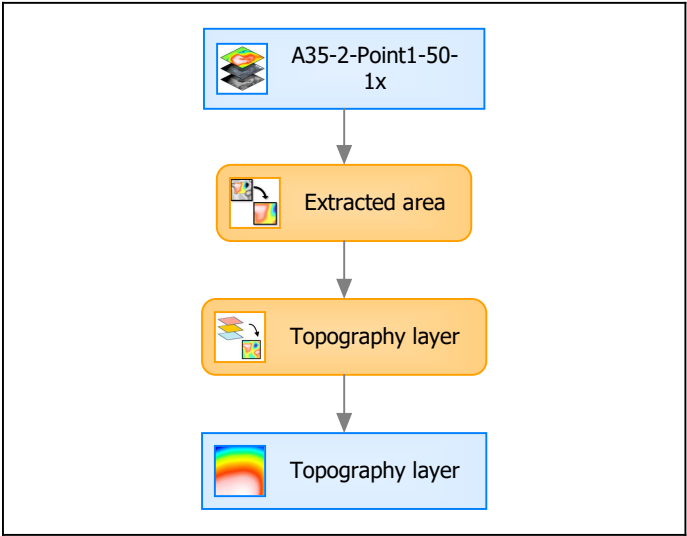 A35-2-Point1-50-
1x
Extracted area
Topography layer
Topography layer